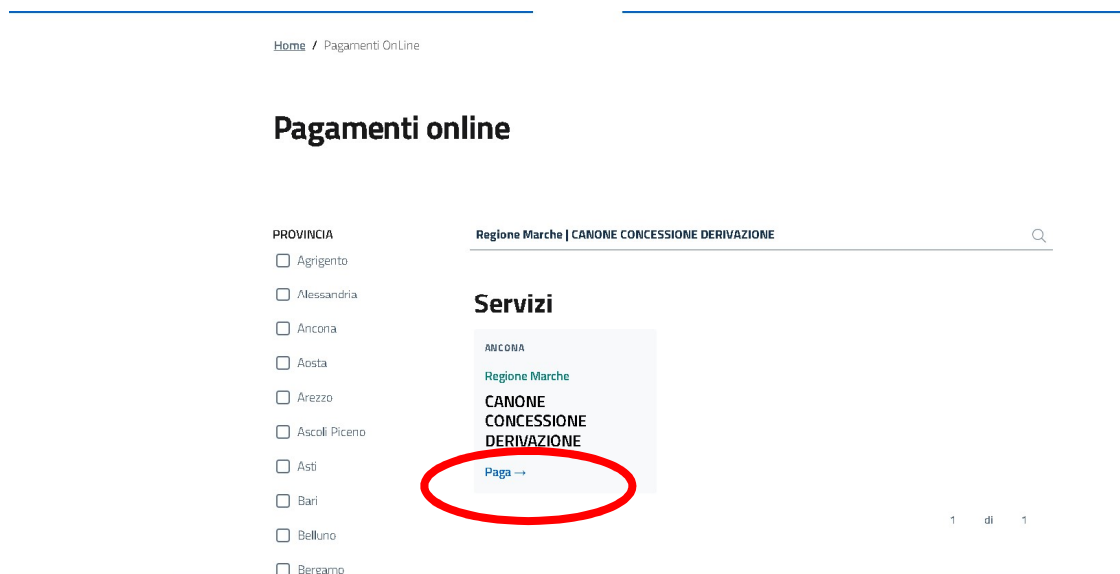 Home / Pagamenti OnLine
Pagamenti online
PROVINCIA
Agrigento
Alessandria
Ancona
Aosta
Arezzo
Ascoli Piceno
Asti
Bari
Belluno
Bergamo
Regione Marche | CANONE CONCESSIONE DERIVAZIONE
Servizi
ANCONA
Regione Marche
CANONE
CONCESSIONE
DERIVAZIONE
Paga →
1 di 1